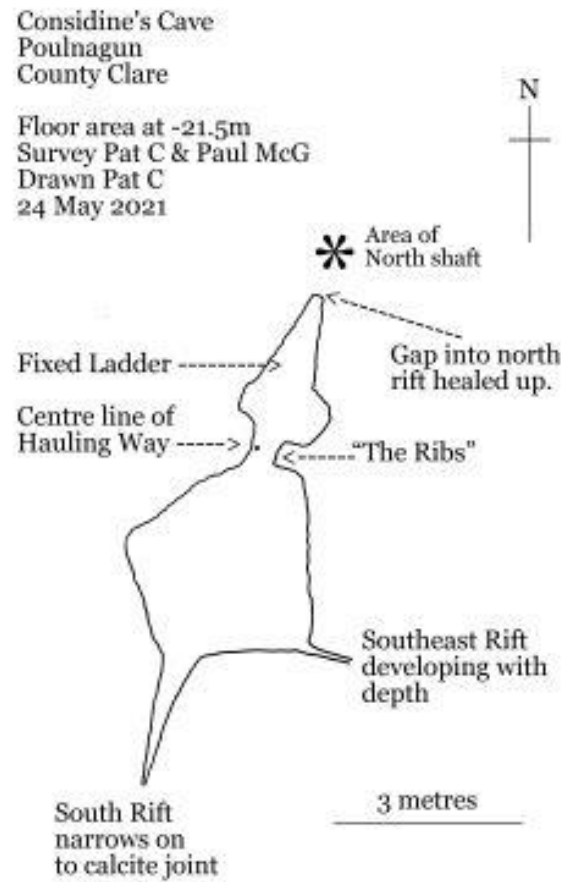 Considine's Cave
Poulnagun
County Clare
Floor area at -21.5m
Survey Pat C & Paul McG
Drawn Pat C
24 May 2021
N
Area of
North shaft
Fixed Ladder
Gap into north
rift healed up.
Centre line of
Hauling Way
"The Ribs"
Southeast Rift
developing with
depth
South Rift
narrows on
to calcite joint
3 metres